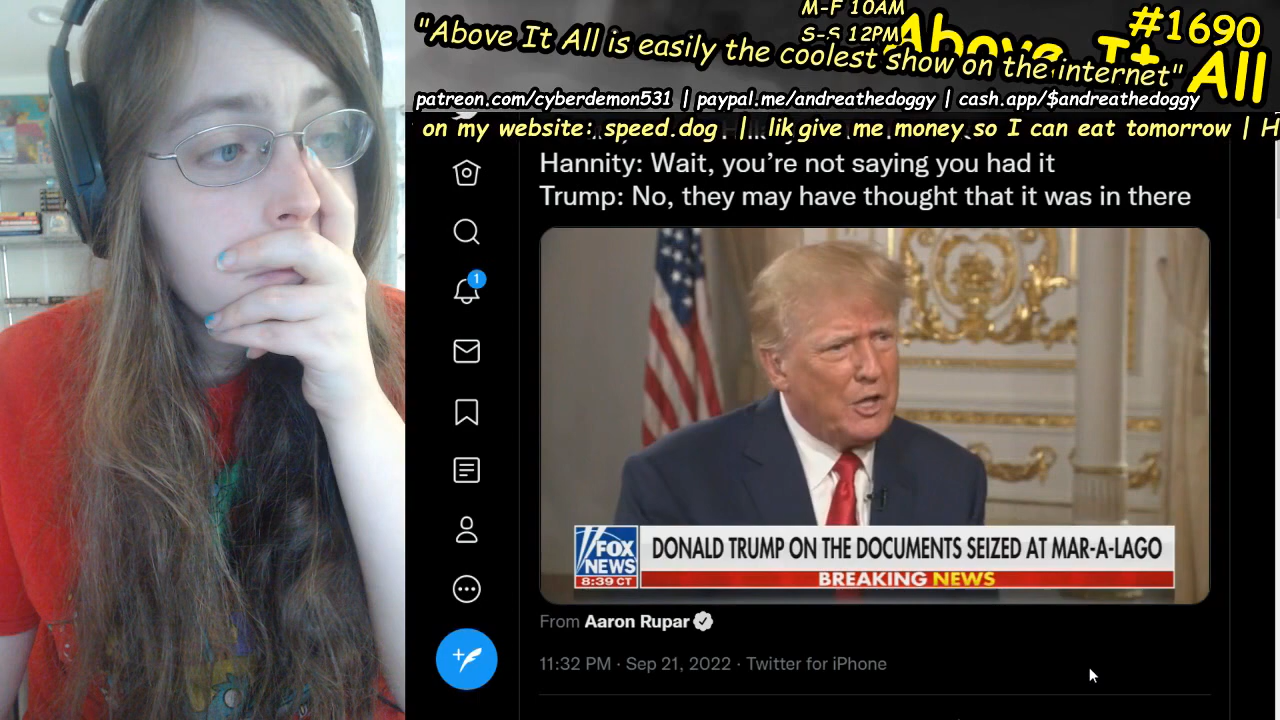 M-F 10AM
S-S 12PM
#1690
Above It All
"Above It All is easily the coolest show on the internet"
patreon.com/cyberdemon531 | paypal.me/andreathedoggy | cash.app/$andreathedoggy
on my website: speed.dog | lik give me money so I can eat tomorrow | H
Hannity: Wait, you’re not saying you had it
Trump: No, they may have thought that it was in there
1
FOX
NEWS
8:39 CT
DONALD TRUMP ON THE DOCUMENTS SEIZED AT MAR-A-LAGO
BREAKING NEWS
From Aaron Rupar
11:32 PM · Sep 21, 2022 · Twitter for iPhone